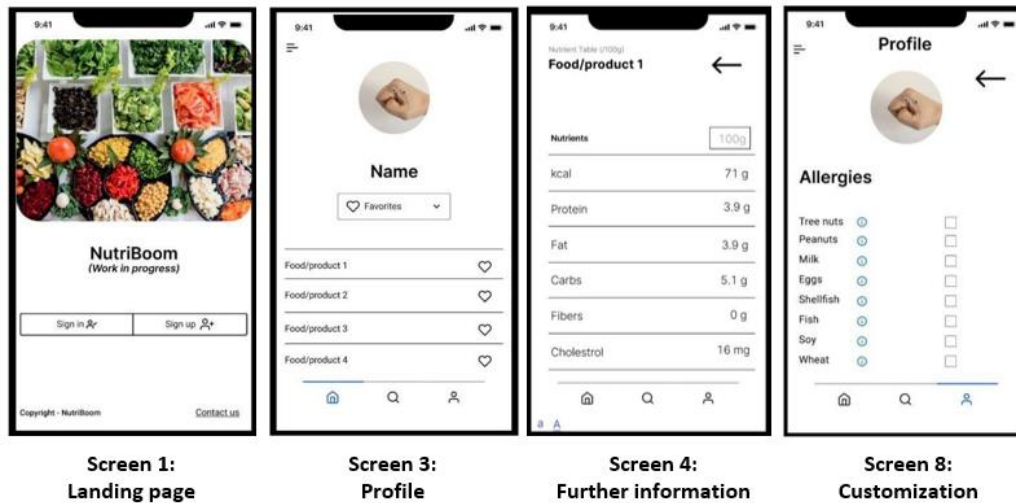 9:41
NutriBoom
(Work in progress)
Sign in
Sign up
Copyright - NutriBoom
Contact us
Screen 1:
Landing page
9:41
Name
Favorites
Food/product 1
Food/product 2
Food/product 3
Food/product 4
Screen 3:
Profile
9:41
Nutrient Table (/100g)
Food/product 1
Nutrients 100g
kcal 71 g
Protein 3.9 g
Fat 3.9 g
Carbs 5.1 g
Fibers 0 g
Cholestrol 16 mg
a A
Screen 4:
Further information
9:41
Profile
Allergies
Tree nuts
Peanuts
Milk
Eggs
Shellfish
Fish
Soy
Wheat
Screen 8:
Customization